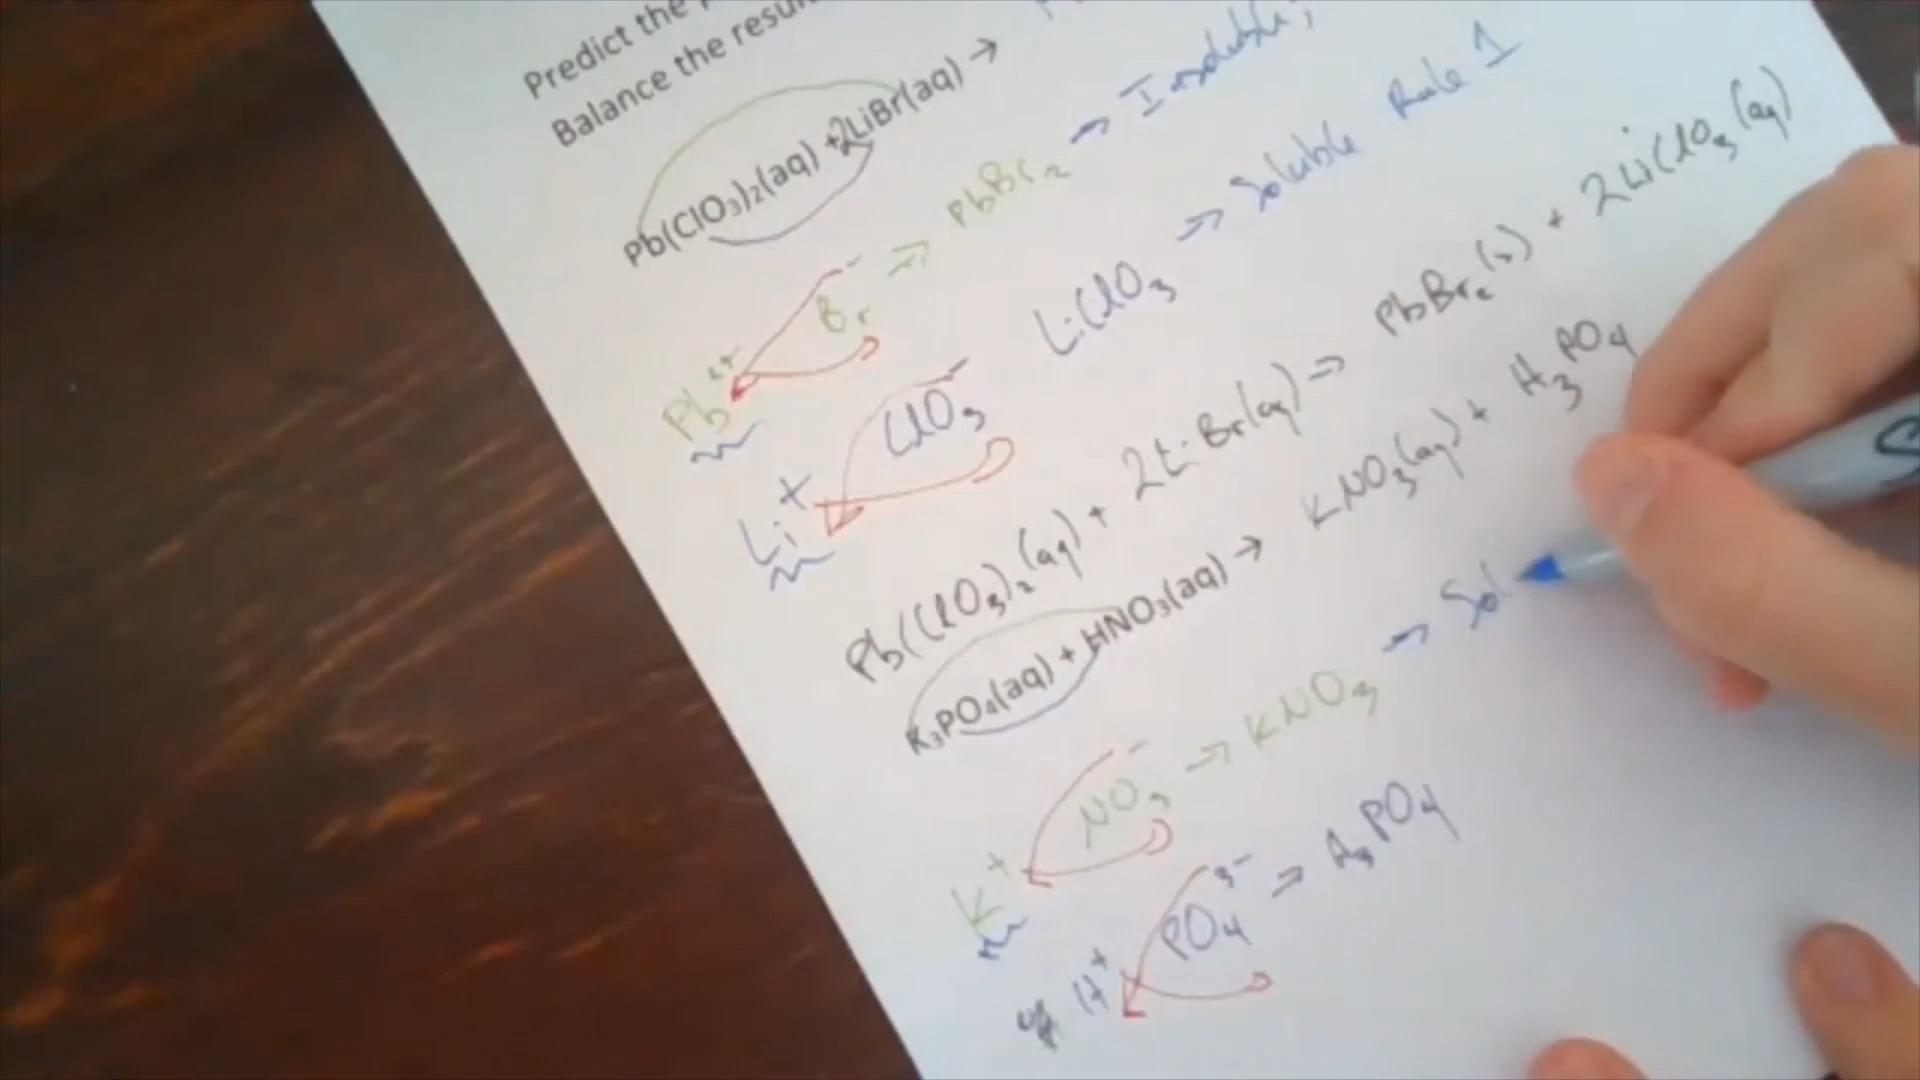 Predict the
Balance the resul
Pb(ClO₃)₂(aq) + 2LiBr(aq) →
Pb²⁺ Br⁻ ⇒ PbBr₂ → Insoluble;
Li⁺ ClO₃⁻ LiClO₃ ⇒ Soluble Rule 1
Pb(ClO₃)₂(aq) + 2LiBr(aq) ⇒ PbBr₂(s) + 2LiClO₃(aq)
K₃PO₄(aq) + HNO₃(aq) → KNO₃(aq) + H₃PO₄
K⁺ NO₃⁻ → KNO₃ → Sol
H⁺ PO₄³⁻ ⇒ H₃PO₄
S